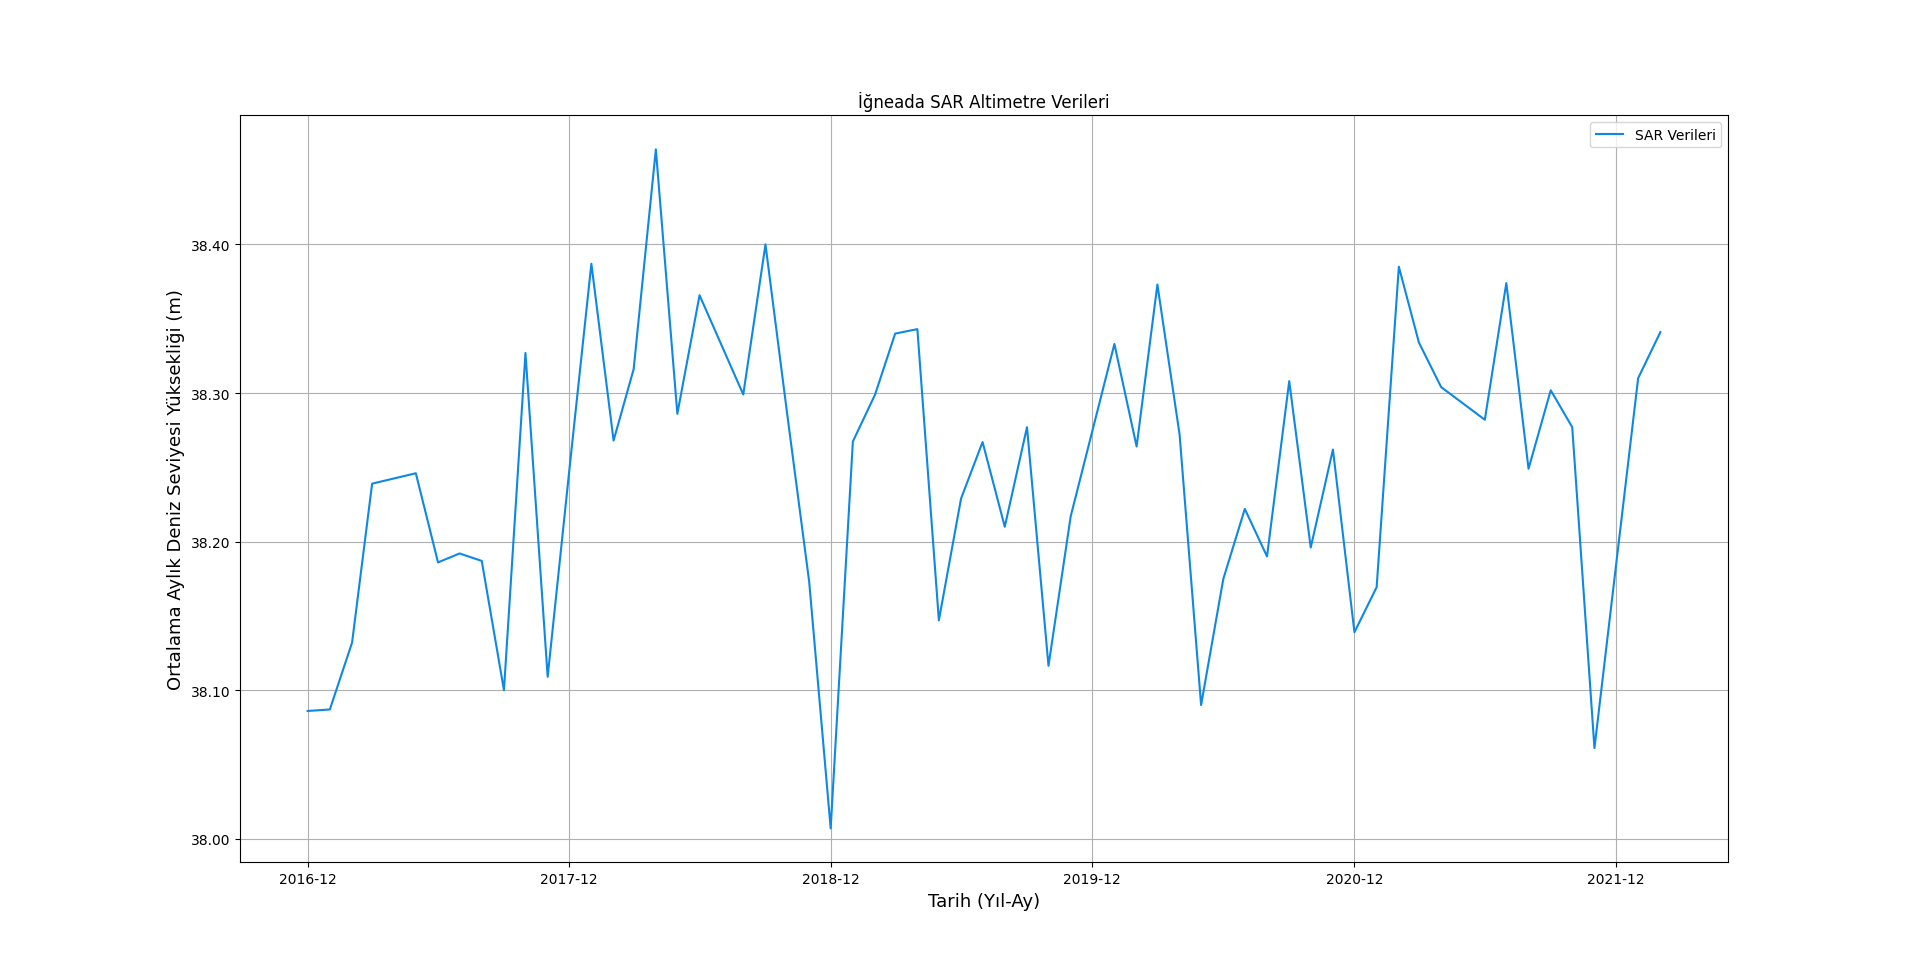 İğneada SAR Altimetre Verileri
SAR Verileri
Ortalama Aylık Deniz Seviyesi Yüksekliği (m)
38.40
38.30
38.20
38.10
38.00
2016-12
2017-12
2018-12
2019-12
2020-12
2021-12
Tarih (Yıl-Ay)